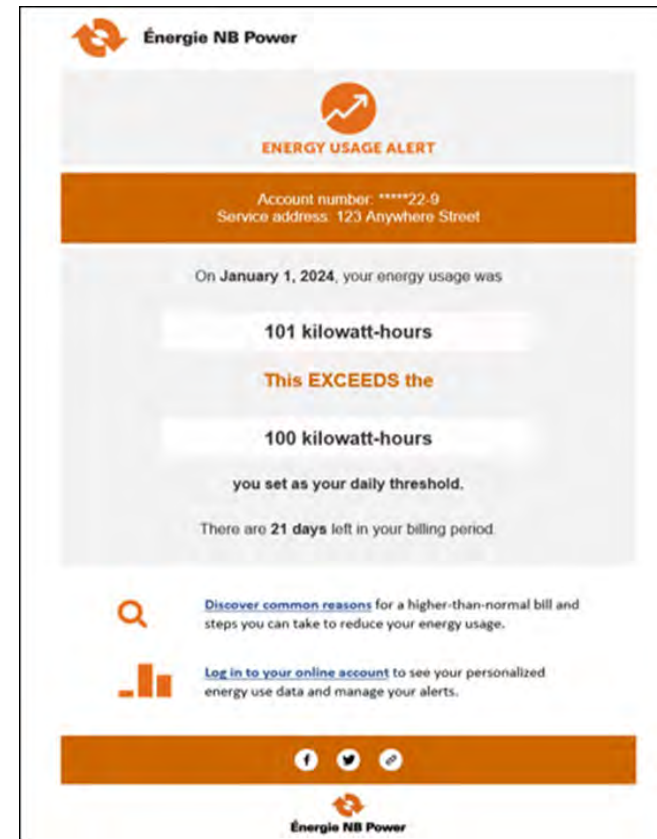 Énergie NB Power
ENERGY USAGE ALERT
Account number: *****22-9
Service address: 123 Anywhere Street
On January 1, 2024, your energy usage was
101 kilowatt-hours
This EXCEEDS the
100 kilowatt-hours
you set as your daily threshold.
There are 21 days left in your billing period.
Discover common reasons for a higher-than-normal bill and
steps you can take to reduce your energy usage.
Log in to your online account to see your personalized
energy use data and manage your alerts.
Énergie NB Power